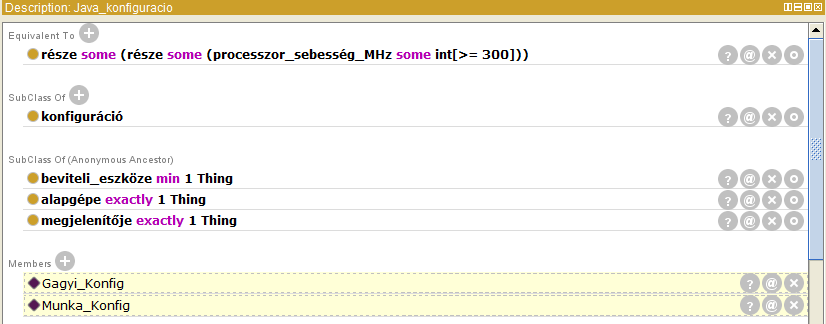 Description: Java_konfiguracio
Equivalent To
része some (része some (processzor_sebesség_MHz some int[>= 300]))
SubClass Of
konfiguráció
SubClass Of (Anonymous Ancestor)
beviteli_eszköze min 1 Thing
alapgépe exactly 1 Thing
megjelenítője exactly 1 Thing
Members
Gagyi_Konfig
Munka_Konfig